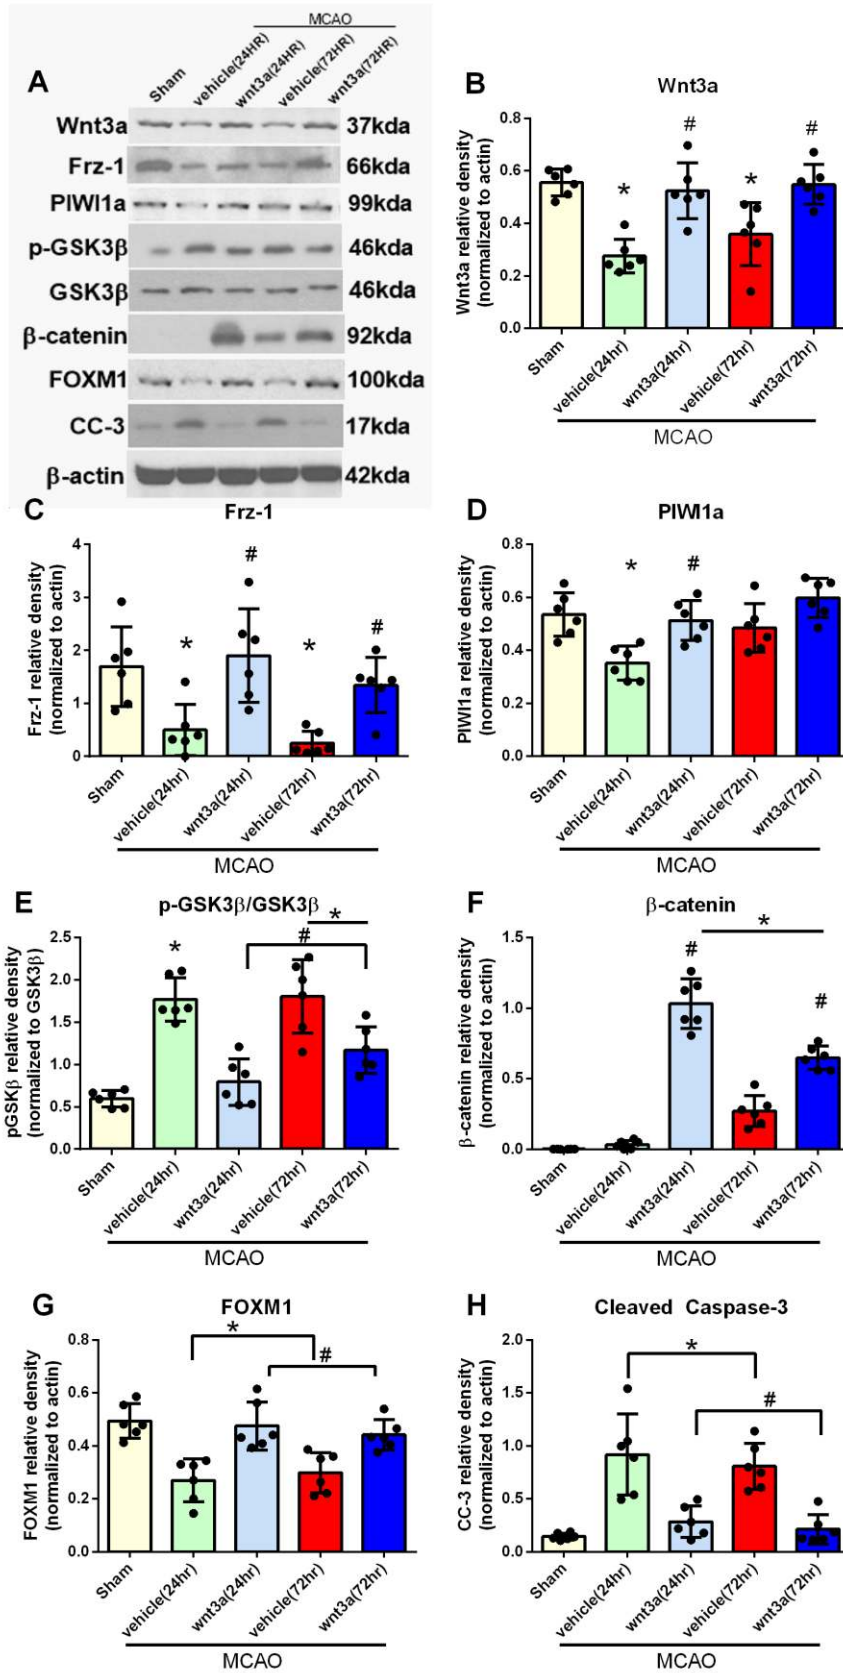 MCAO
Sham
vehicle(24HR)
wnt3a(24HR)
vehicle(72HR)
wnt3a(72HR)
A
Wnt3a 37kda
Frz-1 66kda
PIWI1a 99kda
p-GSK3β 46kda
GSK3β 46kda
β-catenin 92kda
FOXM1 100kda
CC-3 17kda
β-actin 42kda
B
Wnt3a
Wnt3a relative density
(normalized to actin)
0.8
0.6
0.4
0.2
0.0
* # * #
Sham
vehicle(24hr)
wnt3a(24hr)
vehicle(72hr)
wnt3a(72hr)
MCAO
C
Frz-1
Frz-1 relative density
(normalized to actin)
4
3
2
1
0
* # * #
Sham
vehicle(24hr)
wnt3a(24hr)
vehicle(72hr)
wnt3a(72hr)
MCAO
D
PIWI1a
PIWI1a relative density
(normalized to actin)
0.8
0.6
0.4
0.2
0.0
* #
Sham
vehicle(24hr)
wnt3a(24hr)
vehicle(72hr)
wnt3a(72hr)
MCAO
E
p-GSK3β/GSK3β
pGSKβ relative density
(normalized to GSK3β)
2.5
2.0
1.5
1.0
0.5
0.0
* # *
Sham
vehicle(24hr)
wnt3a(24hr)
vehicle(72hr)
wnt3a(72hr)
MCAO
F
β-catenin
β-catenin relative density
(normalized to actin)
1.5
1.0
0.5
0.0
# * #
Sham
vehicle(24hr)
wnt3a(24hr)
vehicle(72hr)
wnt3a(72hr)
MCAO
G
FOXM1
FOXM1 relative density
(normalized to actin)
0.8
0.6
0.4
0.2
0.0
* #
Sham
vehicle(24hr)
wnt3a(24hr)
vehicle(72hr)
wnt3a(72hr)
MCAO
H
Cleaved Caspase-3
CC-3 relative density
(normalized to actin)
2.0
1.5
1.0
0.5
0.0
* #
Sham
vehicle(24hr)
wnt3a(24hr)
vehicle(72hr)
wnt3a(72hr)
MCAO